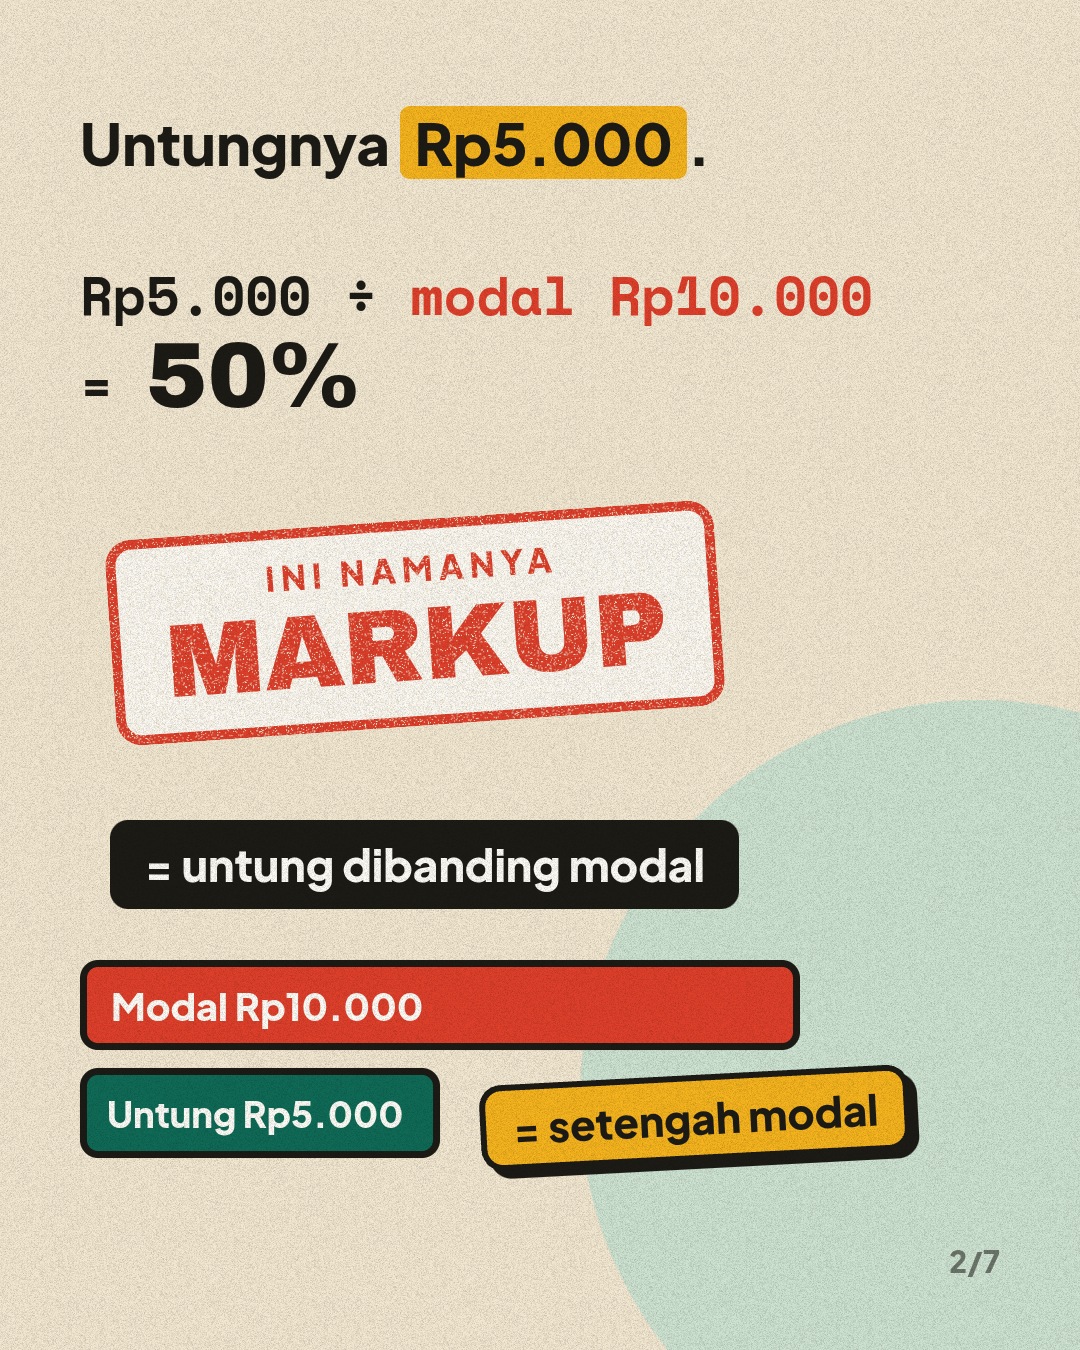 Untungnya Rp5.000.
Rp5.000 ÷ modal Rp10.000
= 50%
INI NAMANYA
MARKUP
= untung dibanding modal
Modal Rp10.000
Untung Rp5.000
= setengah modal
2/7